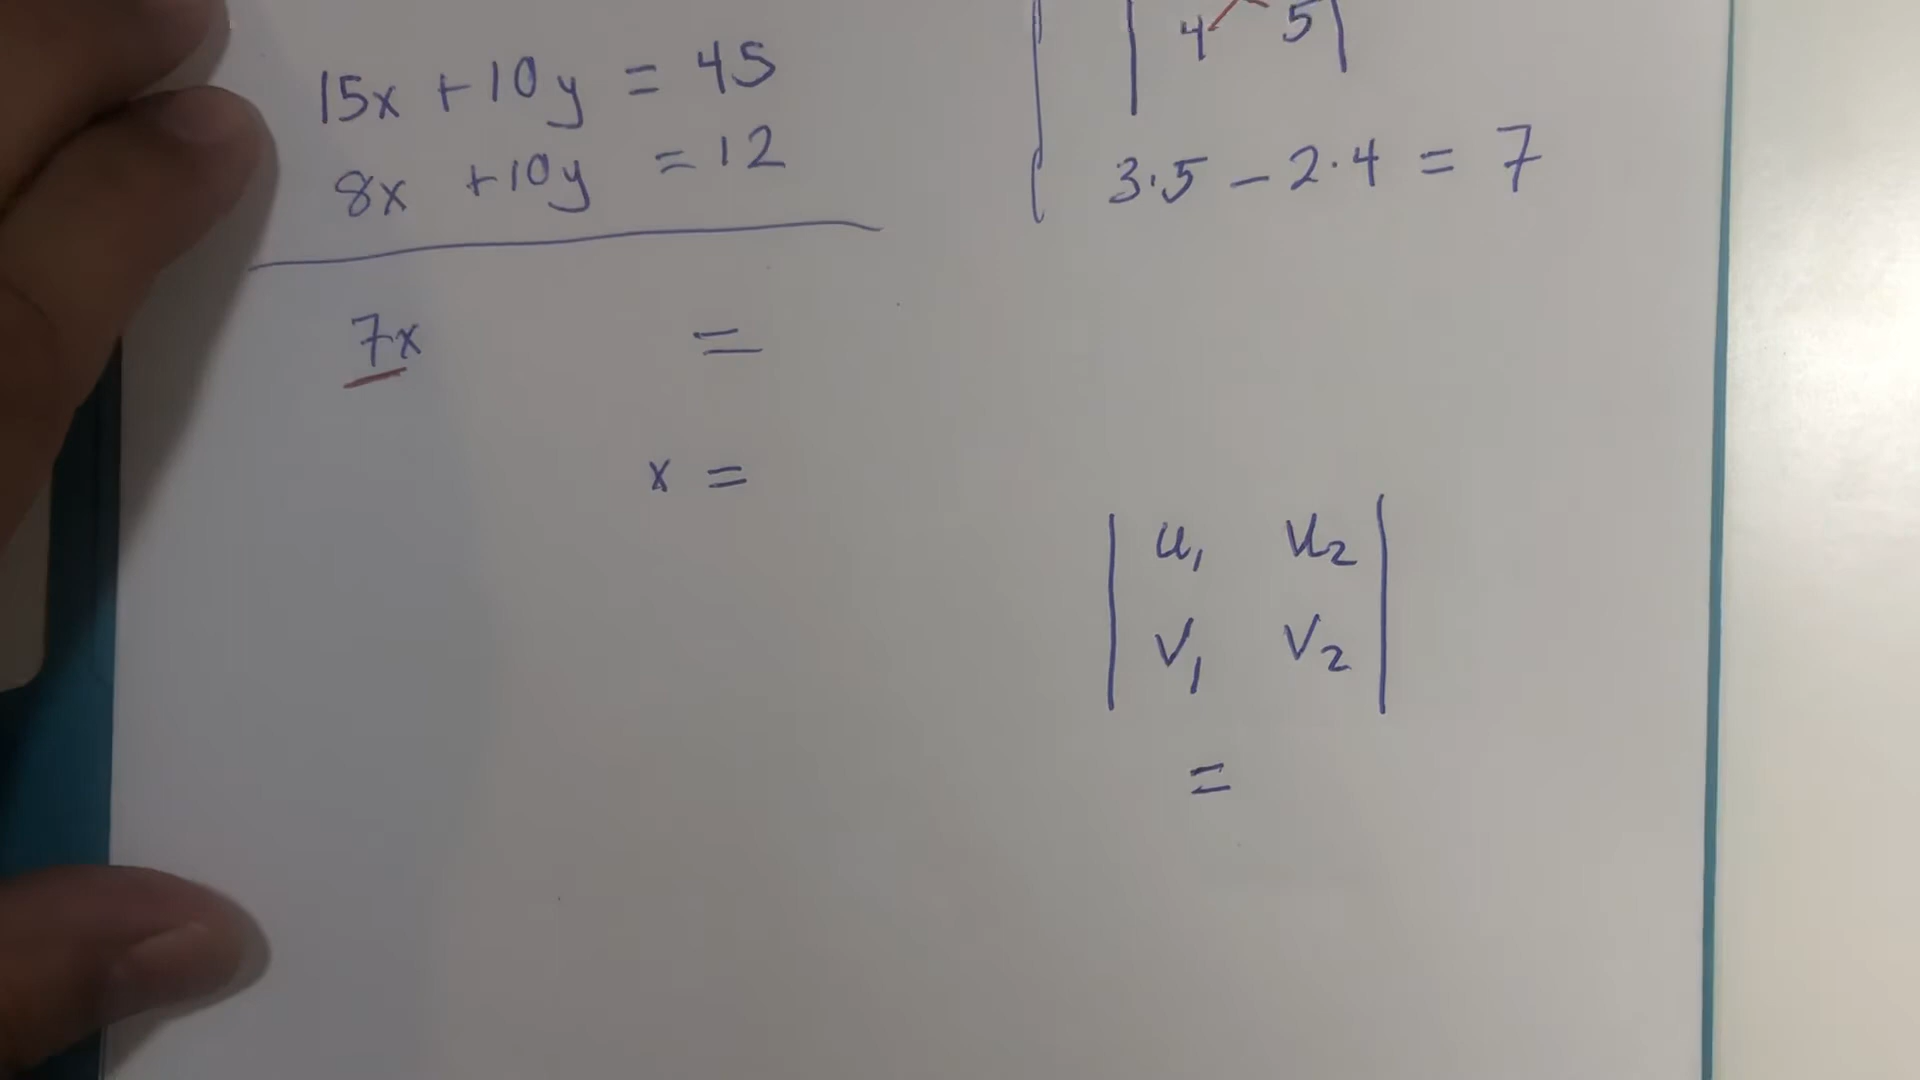 15x + 10y = 45
8x + 10y = 12
7x =
x =
| 4 5 |
3·5 − 2·4 = 7
| u₁ u₂ |
| v₁ v₂ |
=